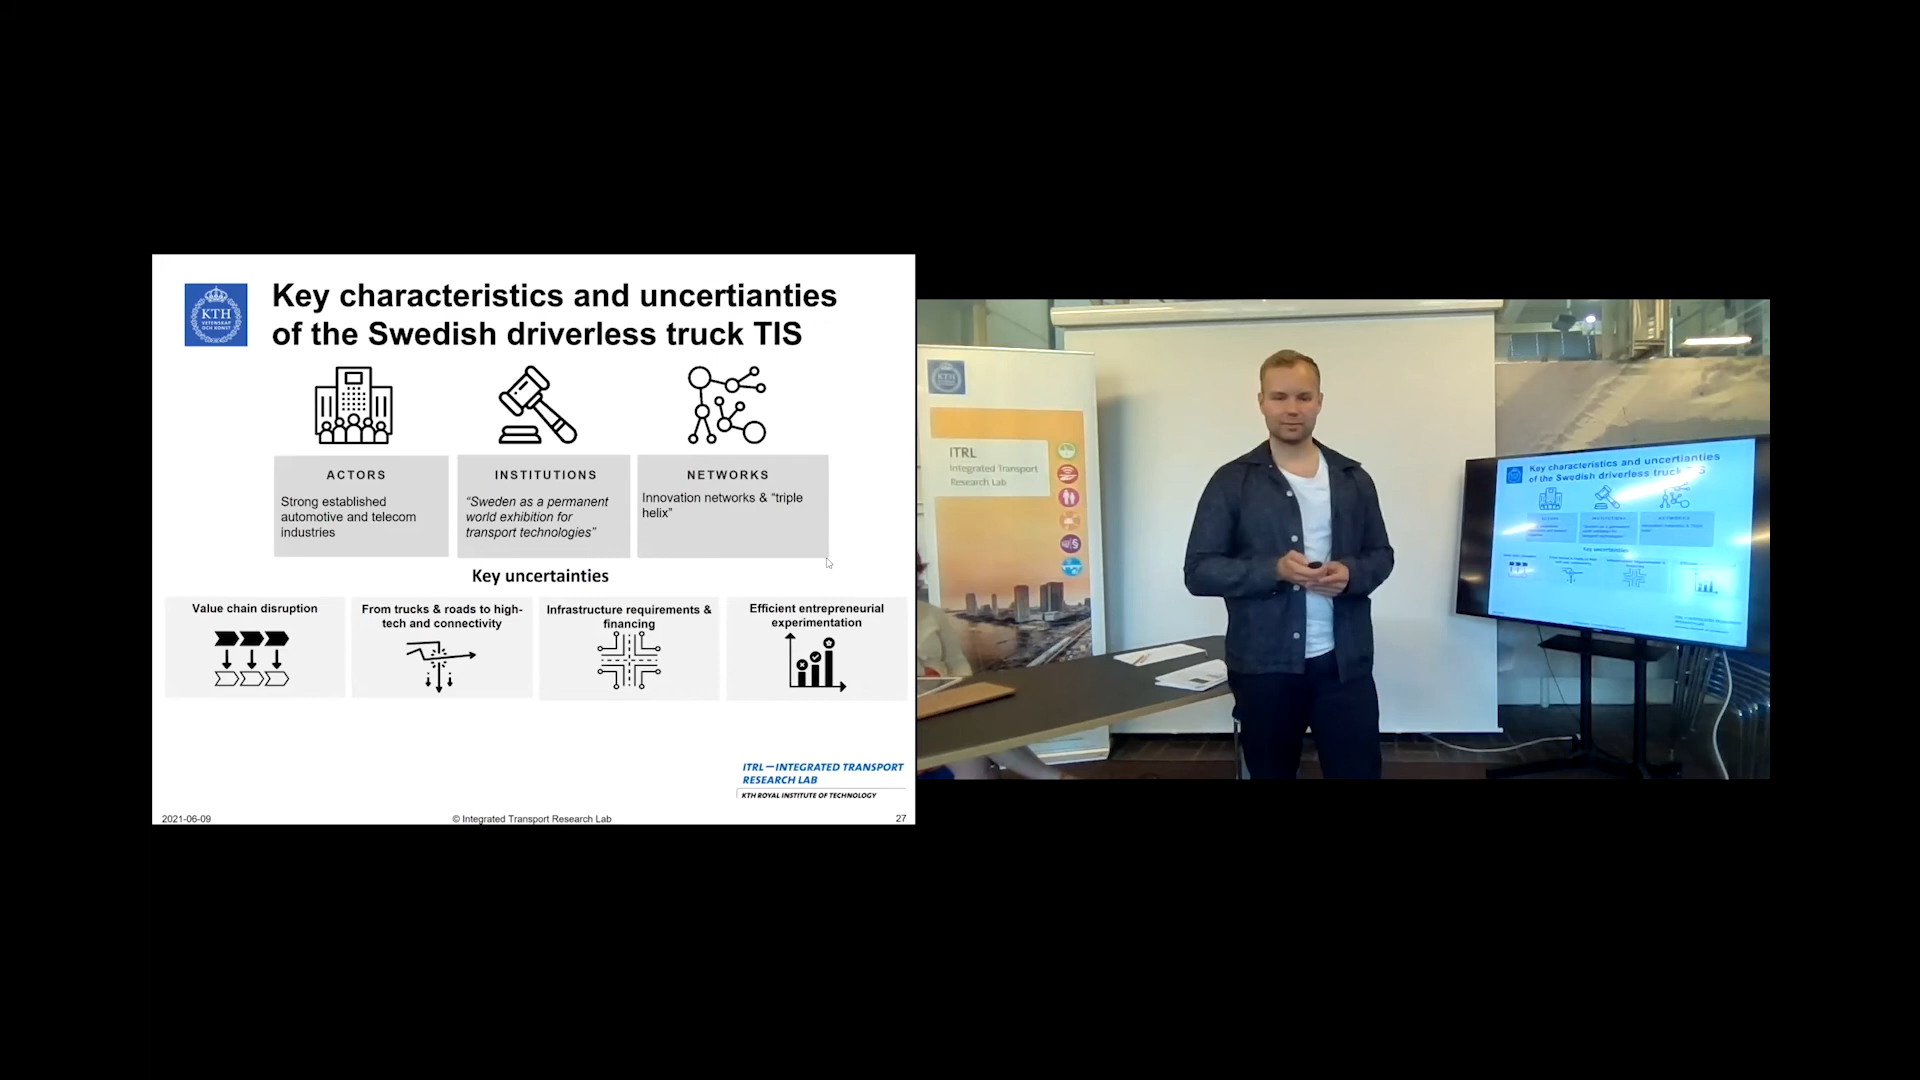 KTH
VETENSKAP
OCH KONST
Key characteristics and uncertianties
of the Swedish driverless truck TIS
ACTORS
Strong established
automotive and telecom
industries
INSTITUTIONS
“Sweden as a permanent
world exhibition for
transport technologies”
NETWORKS
Innovation networks & “triple
helix”
Key uncertainties
Value chain disruption
From trucks & roads to high-
tech and connectivity
Infrastructure requirements &
financing
Efficient entrepreneurial
experimentation
ITRL – INTEGRATED TRANSPORT
RESEARCH LAB
KTH ROYAL INSTITUTE OF TECHNOLOGY
2021-06-09
© Integrated Transport Research Lab
27
KTH
ITRL
Integrated Transport
Research Lab
Key characteristics and uncertianties
of the Swedish driverless truck
Key uncertainties